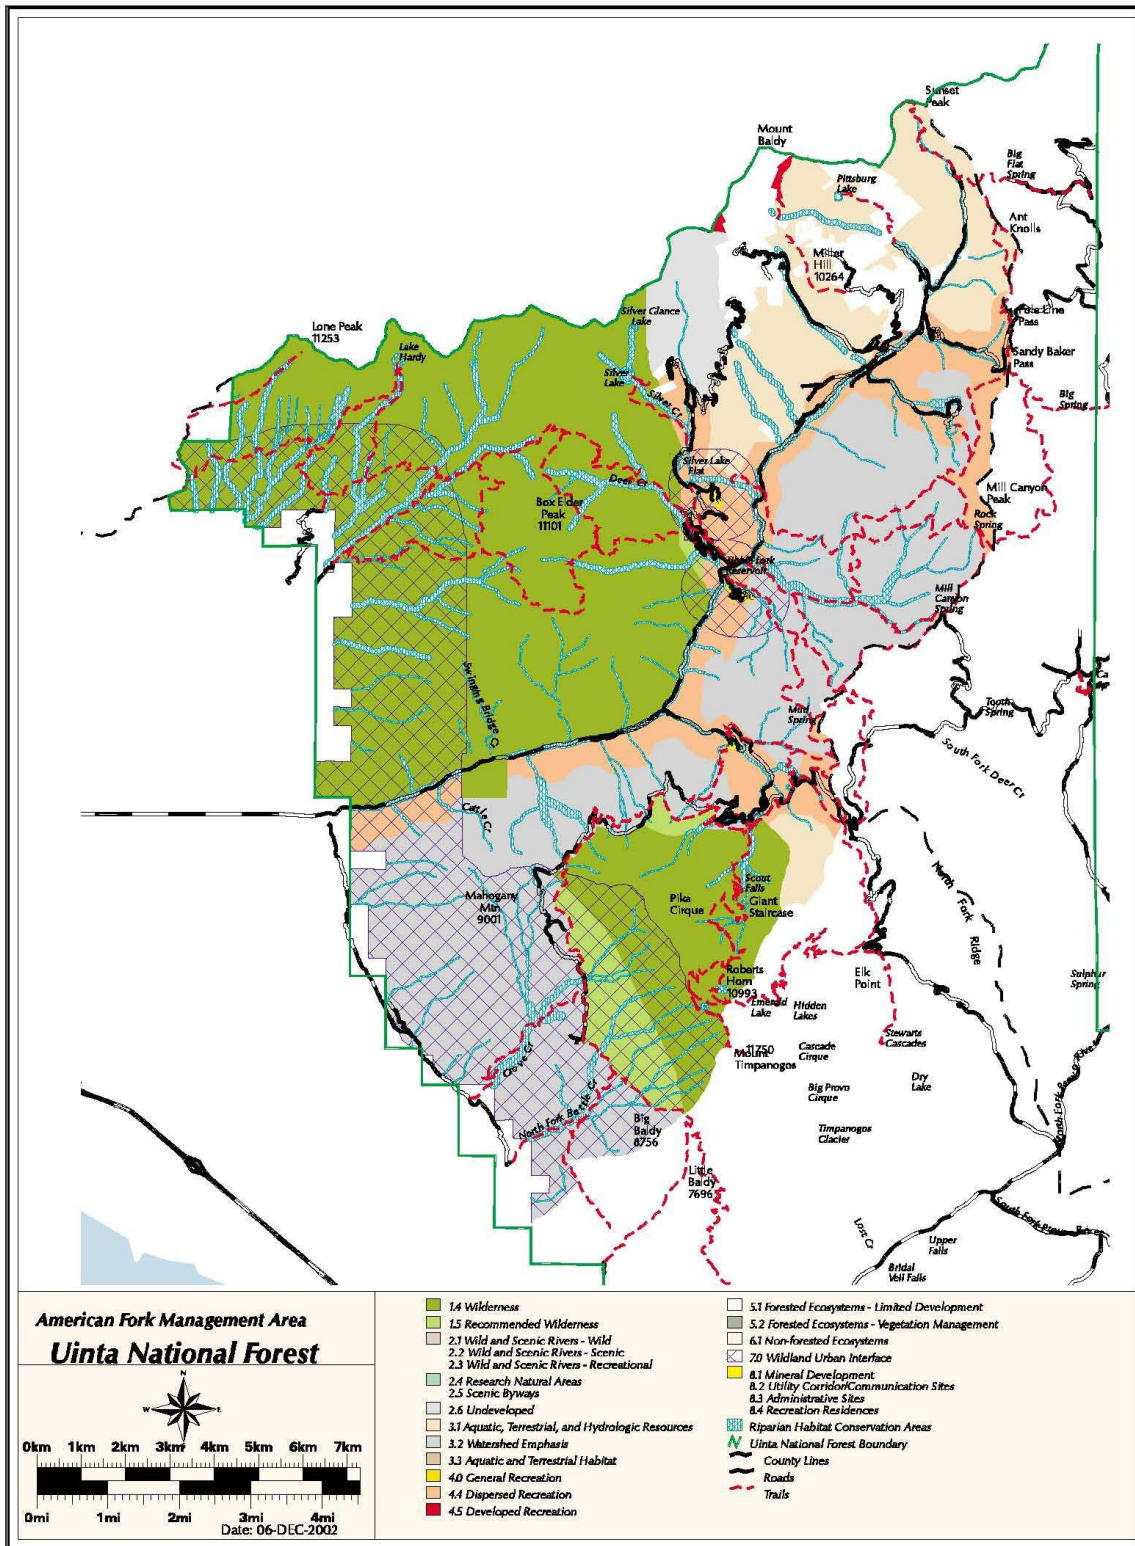 Sunset
Peak
Mount
Baldy
Big
Flat
Spring
Pittsburg
Lake
Ant
Knolls
Miller
Hill
10264
Silver Glance
Lake
Pole Line
Pass
Lone Peak
11253
Lake
Hardy
Sandy Baker
Pass
Silver
Lake
Silver Cr
Big
Spring
Silver Lake
Flat
Deer Cr
Mill Canyon
Peak
Box Elder
Peak
11101
Rock
Spring
Reservoir
Mill
Canyon
Spring
Swinging Bridge Cr
Mud
Spring
Tooth
Spring
South Fork Deer Cr
Ca
Cattle Cr
North Fork Ridge
Scout
Falls
Giant
Staircase
Mahogany
Mtn
9001
Pika
Cirque
Roberts
Horn
10993
Elk
Point
Sulphur
Spring
Emerald
Lake
Hidden
Lakes
Stewarts
Cascades
11750
Mount
Timpanogos
Cascade
Cirque
Grove Cr
Dry
Lake
Big Provo
Cirque
North Fork Battle Cr
Big
Baldy
8756
Timpanogos
Glacier
North Fork Provo River
Little
Baldy
7696
South Fork Provo River
Lost Cr
Upper
Falls
Bridal
Veil Falls
American Fork Management Area
Uinta National Forest
N
W
E
S
0km 1km 2km 3km 4km 5km 6km 7km
0mi 1mi 2mi 3mi 4mi
Date: 06-DEC-2002
1.4 Wilderness
1.5 Recommended Wilderness
2.1 Wild and Scenic Rivers - Wild
2.2 Wild and Scenic Rivers - Scenic
2.3 Wild and Scenic Rivers - Recreational
2.4 Research Natural Areas
2.5 Scenic Byways
2.6 Undeveloped
3.1 Aquatic, Terrestrial, and Hydrologic Resources
3.2 Watershed Emphasis
3.3 Aquatic and Terrestrial Habitat
4.0 General Recreation
4.4 Dispersed Recreation
4.5 Developed Recreation
5.1 Forested Ecosystems - Limited Development
5.2 Forested Ecosystems - Vegetation Management
6.1 Non-forested Ecosystems
7.0 Wildland Urban Interface
8.1 Mineral Development
8.2 Utility Corridor/Communication Sites
8.3 Administrative Sites
8.4 Recreation Residences
Riparian Habitat Conservation Areas
Uinta National Forest Boundary
County Lines
Roads
Trails